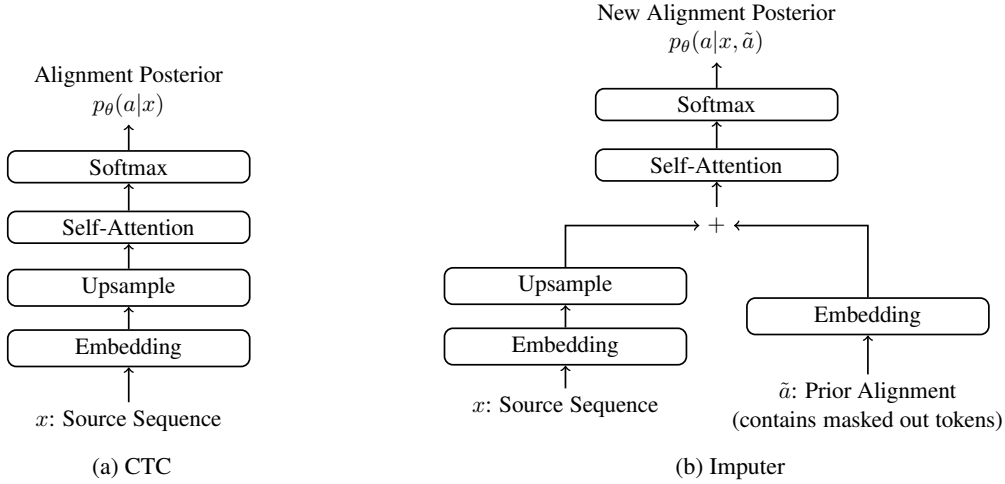 Alignment Posterior
pθ(a|x)
Softmax
Self-Attention
Upsample
Embedding
x: Source Sequence
(a) CTC
New Alignment Posterior
pθ(a|x, ã)
Softmax
Self-Attention
+
Upsample
Embedding
x: Source Sequence
Embedding
ã: Prior Alignment
(contains masked out tokens)
(b) Imputer